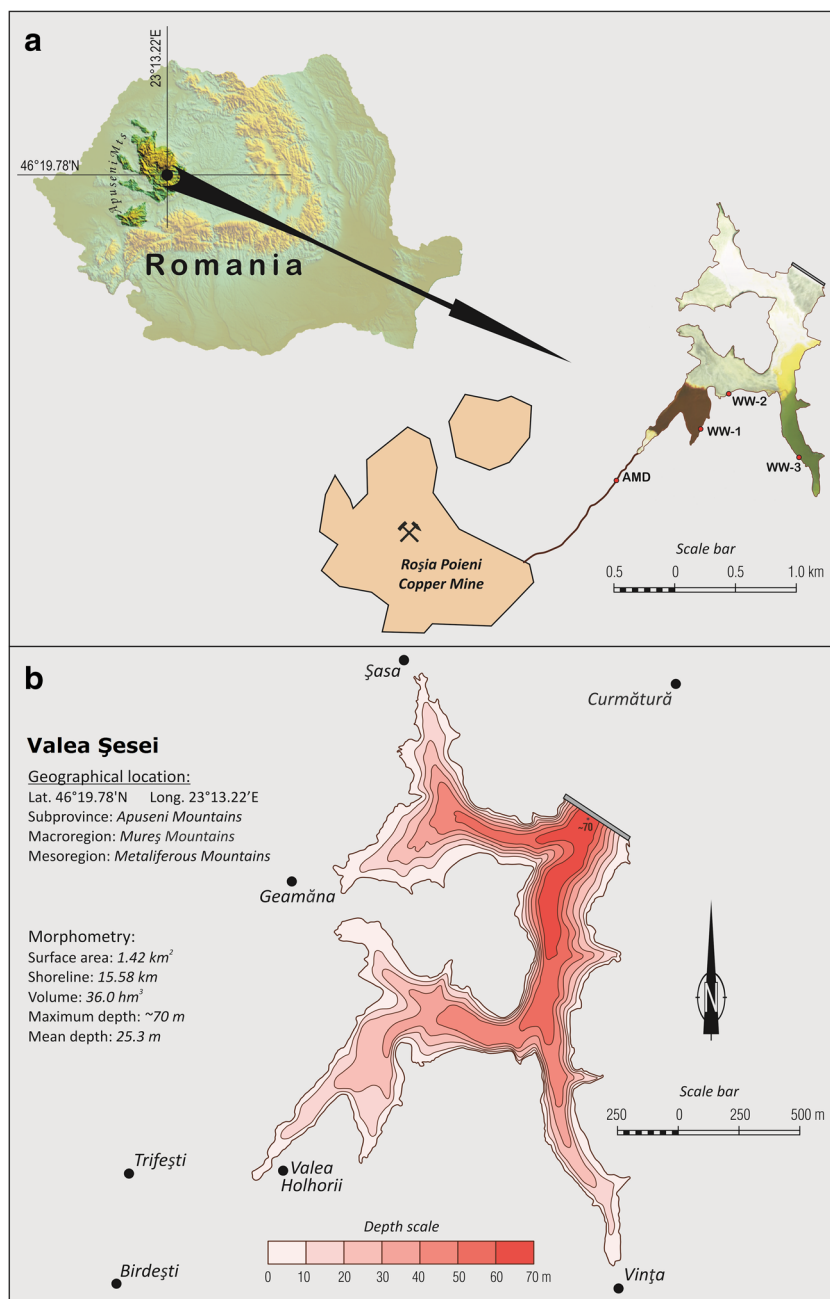 a
23°13.22'E
46°19.78'N
Apuseni Mts
Romania
WW-2
WW-1
WW-3
AMD
Roşia Poieni
Copper Mine
Scale bar
0.5 0 0.5 1.0 km
b
Şasa
Curmătură
Valea Şesei
Geographical location:
Lat. 46°19.78'N Long. 23°13.22’E
Subprovince: Apuseni Mountains
Macroregion: Mureş Mountains
Mesoregion: Metaliferous Mountains
~70
Geamăna
Morphometry:
Surface area: 1.42 km²
Shoreline: 15.58 km
Volume: 36.0 hm³
Maximum depth: ~70 m
Mean depth: 25.3 m
N
Scale bar
250 0 250 500 m
Trifeşti
Valea
Holhorii
Depth scale
0 10 20 30 40 50 60 70 m
Birdeşti
Vinţa